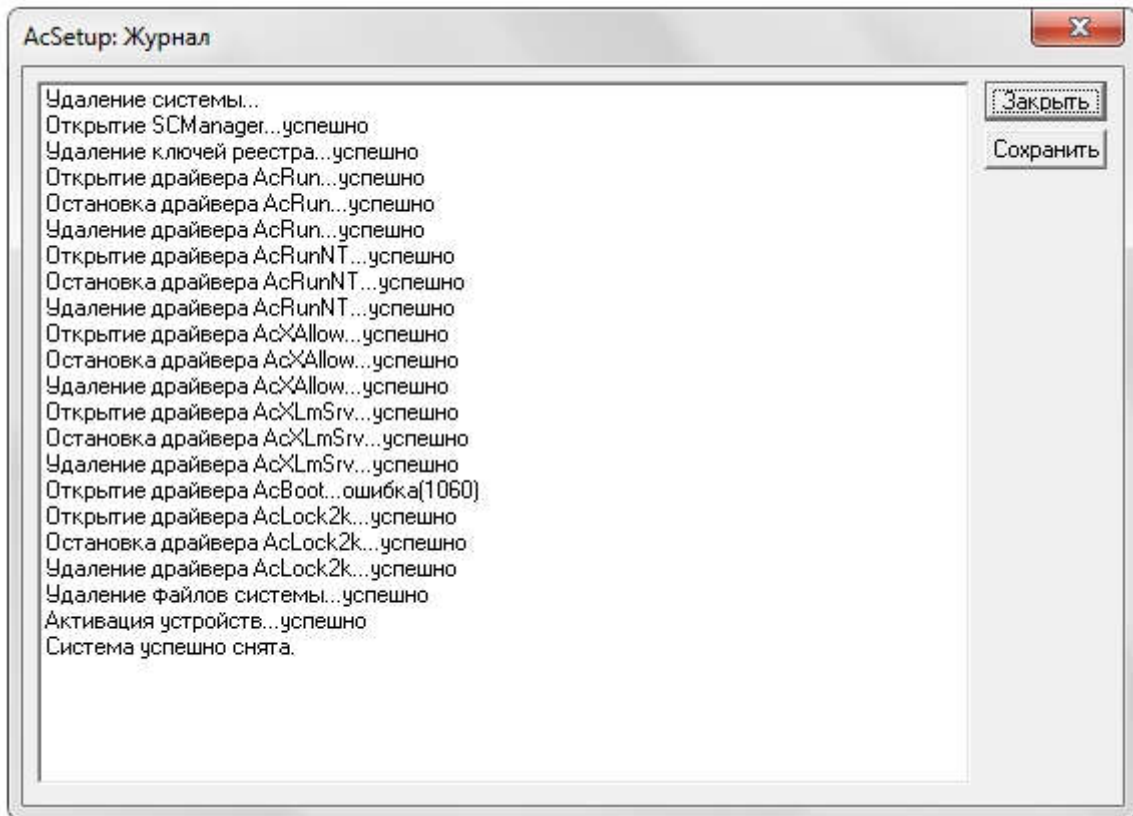 AcSetup: Журнал
Удаление системы...
Открытие SCManager...успешно
Удаление ключей реестра...успешно
Открытие драйвера AcRun...успешно
Остановка драйвера AcRun...успешно
Удаление драйвера AcRun...успешно
Открытие драйвера AcRunNT...успешно
Остановка драйвера AcRunNT...успешно
Удаление драйвера AcRunNT...успешно
Открытие драйвера AcXAllow...успешно
Остановка драйвера AcXAllow...успешно
Удаление драйвера AcXAllow...успешно
Открытие драйвера AcXLmSrv...успешно
Остановка драйвера AcXLmSrv...успешно
Удаление драйвера AcXLmSrv...успешно
Открытие драйвера AcBoot...ошибка(1060)
Открытие драйвера AcLock2k...успешно
Остановка драйвера AcLock2k...успешно
Удаление драйвера AcLock2k...успешно
Удаление файлов системы...успешно
Активация устройств...успешно
Система успешно снята.
Закрыть
Сохранить